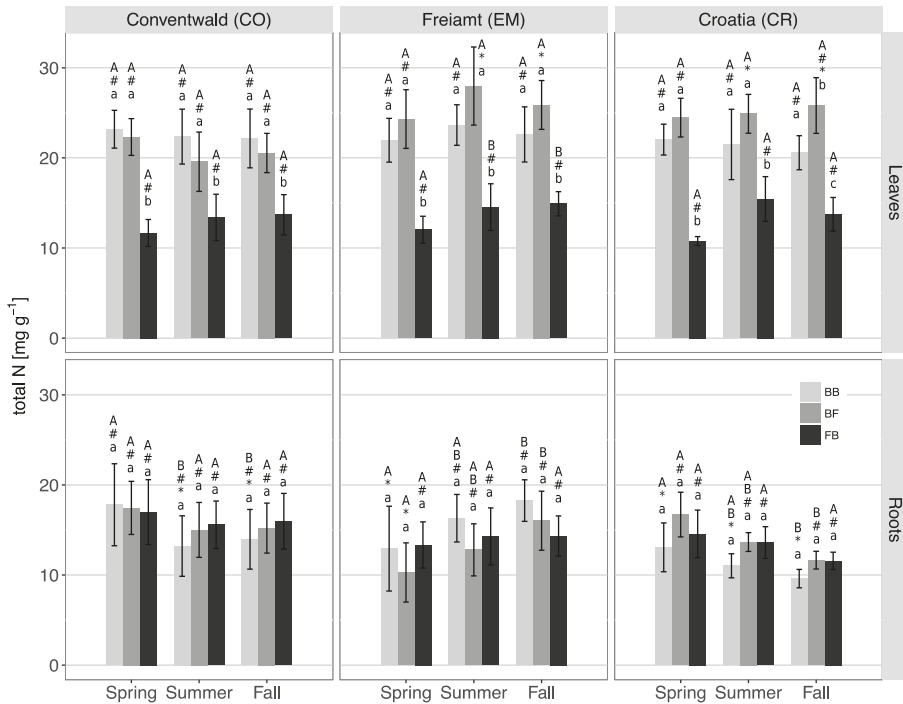 Conventwald (CO) Freiamt (EM) Croatia (CR)
total N [mg g⁻¹]
30
20
10
0
A # a A # a A # b A # a A # a A # b A # a A # a A # b
A # a A # a A # b A # a A * a B # b A # a A * a B # b
A # a A # a A # b A # a A * a A # b A # a A # * b A # c
Leaves
30
20
10
0
A # a A # a A # a B # * a A # a A # a B # * a A # a A # a
A * a A * a A # a A B # a A B # a A # a B # a B # a A # a
A * a A # a A # a A B * a A B # a A # a B * a B # a A # a
BB
BF
FB
Roots
Spring Summer Fall Spring Summer Fall Spring Summer Fall